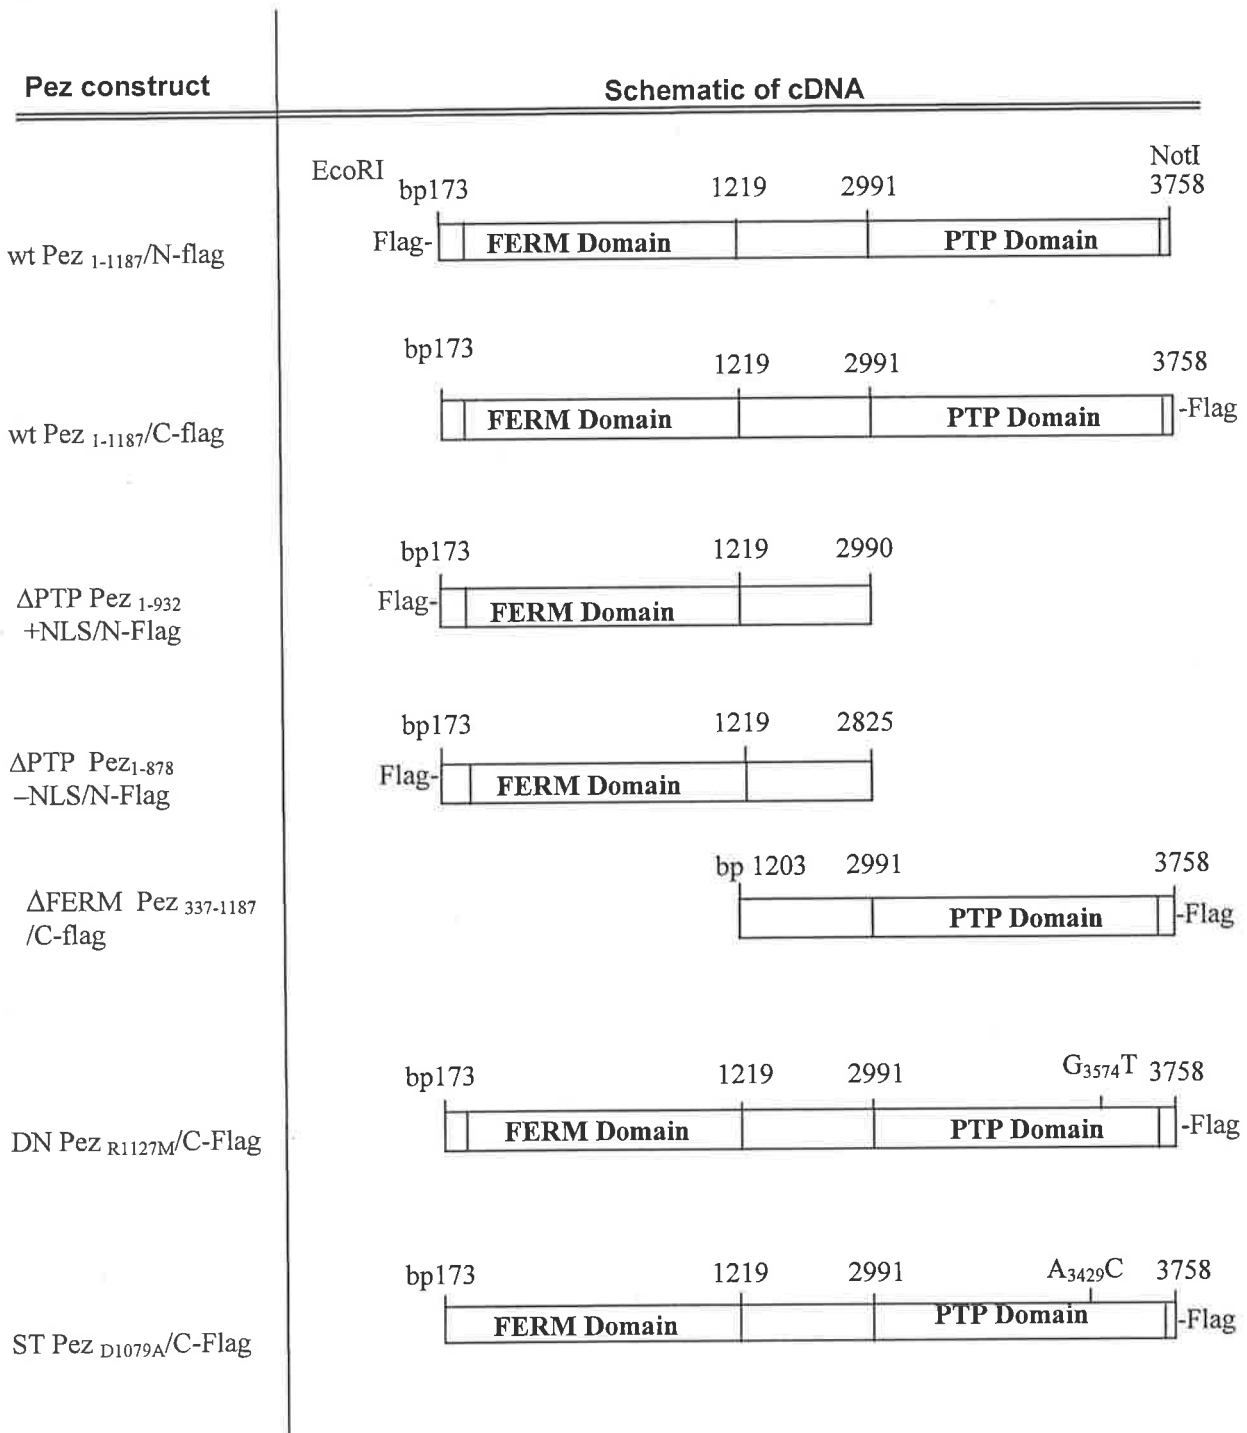 Pez construct
Schematic of cDNA
EcoRI
NotI
bp173 1219 2991 3758
wt Pez 1-1187/N-flag
Flag-
FERM Domain
PTP Domain
bp173 1219 2991 3758
wt Pez 1-1187/C-flag
FERM Domain
PTP Domain
-Flag
bp173 1219 2990
ΔPTP Pez 1-932
+NLS/N-Flag
Flag-
FERM Domain
bp173 1219 2825
ΔPTP Pez1-878
–NLS/N-Flag
Flag-
FERM Domain
bp 1203 2991 3758
ΔFERM Pez 337-1187
/C-flag
PTP Domain
-Flag
bp173 1219 2991 G3574T 3758
DN Pez R1127M/C-Flag
FERM Domain
PTP Domain
-Flag
bp173 1219 2991 A3429C 3758
ST Pez D1079A/C-Flag
FERM Domain
PTP Domain
-Flag